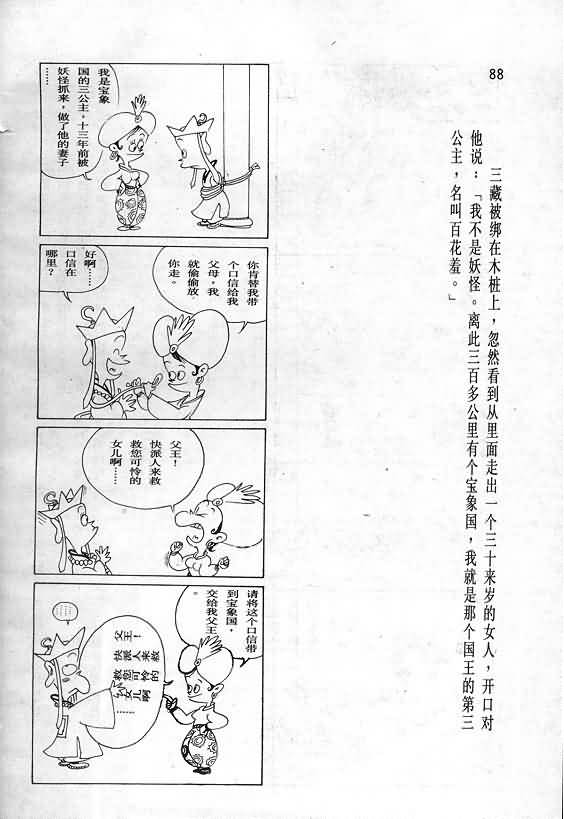 88
三藏被绑在木桩上，忽然看到从里面走出一个三十来岁的女人，开口对
他说：「我不是妖怪。离此三百多公里有个宝象国，我就是那个国王的第三
公主，名叫百花羞。」
我是宝象
国的三公主，十三年前被
妖怪抓来，做了他的妻子
……
你肯替我带
个口信给我
父母，我
就偷偷放
你走。
好啊……
口信在
哪里？
父王！
快派人来
救您可怜的
女儿啊……
请将这个口信带
到宝象国，
交给我父王
。
父王！
快派人来救
救您可怜的
女儿啊
……